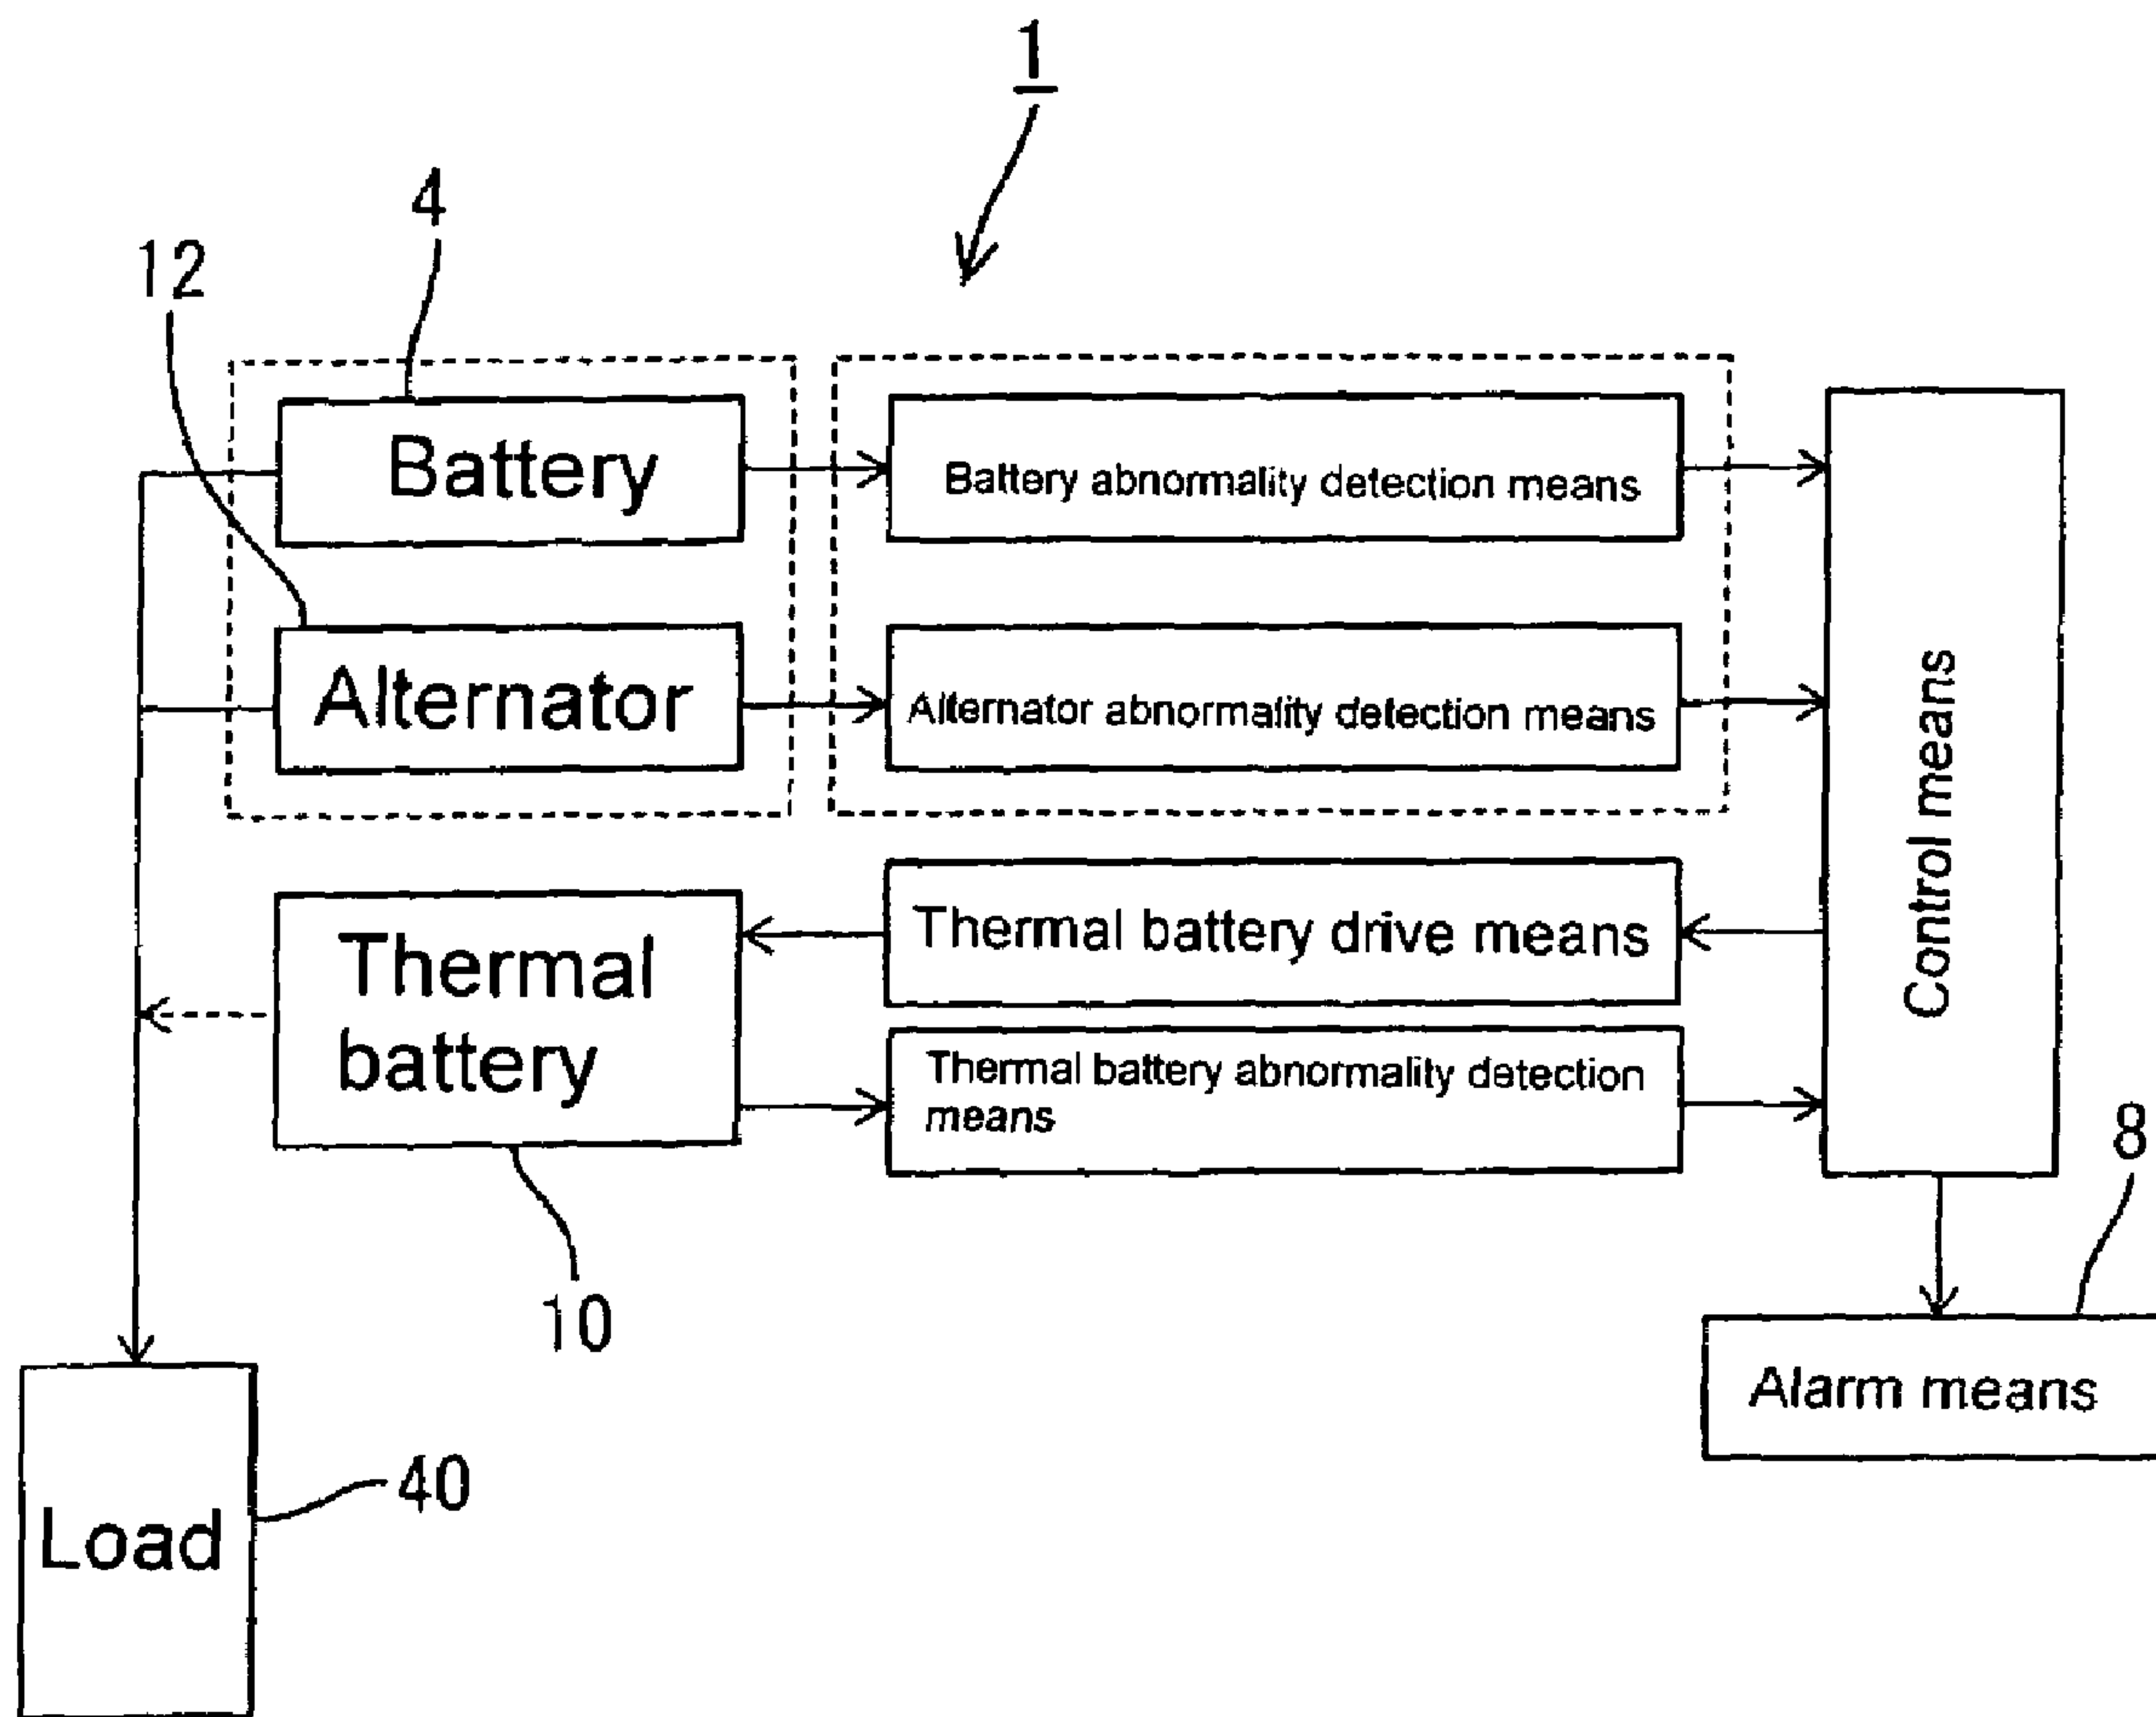 1
4
12
Battery
Battery abnormality detection means
Alternator
Alternator abnormality detection means
Control means
Thermal battery drive means
Thermal
battery
Thermal battery abnormality detection
means
8
10
Alarm means
40
Load